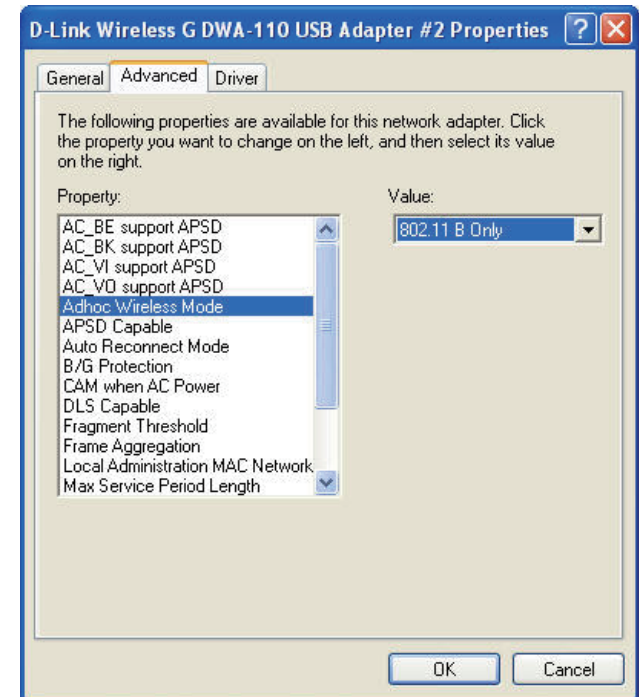 D-Link Wireless G DWA-110 USB Adapter #2 Properties
General Advanced Driver
The following properties are available for this network adapter. Click
the property you want to change on the left, and then select its value
on the right.
Property:
Value:
AC_BE support APSD
802.11 B Only
AC_BK support APSD
AC_VI support APSD
AC_VO support APSD
Adhoc Wireless Mode
APSD Capable
Auto Reconnect Mode
B/G Protection
CAM when AC Power
DLS Capable
Fragment Threshold
Frame Aggregation
Local Administration MAC Network
Max Service Period Length
OK Cancel